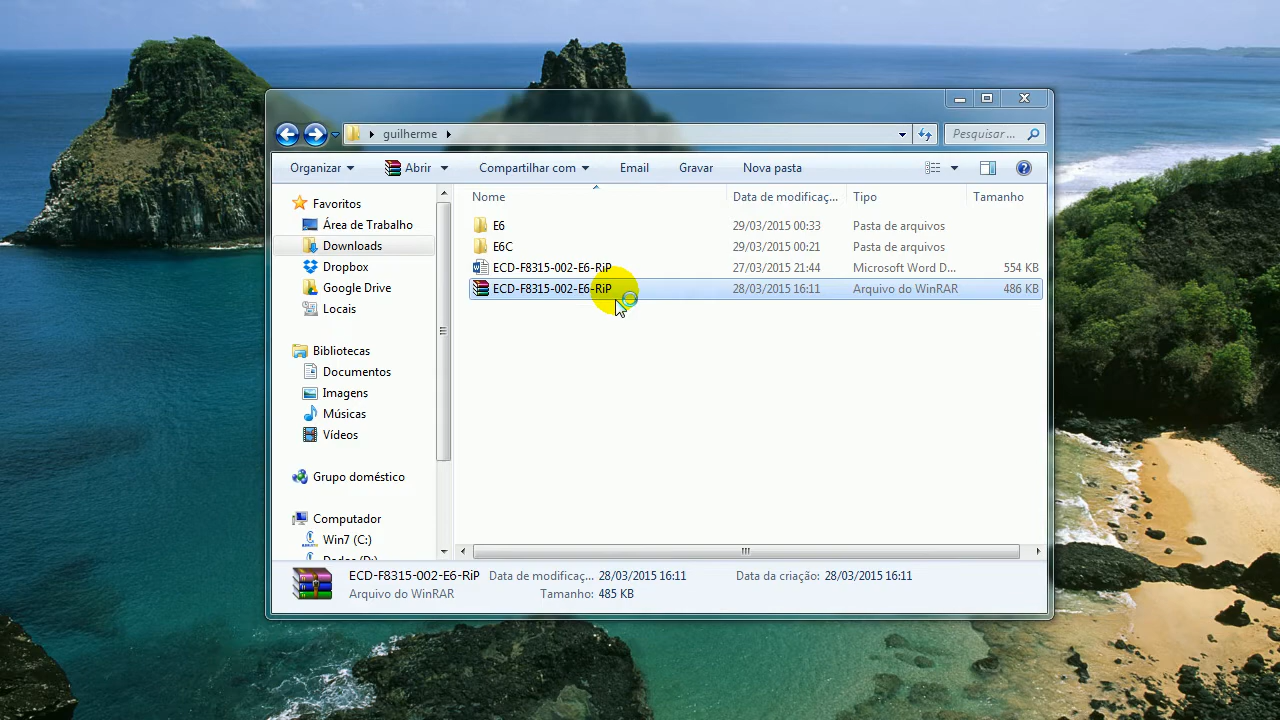 guilherme
Pesquisar ...
Organizar
Abrir
Compartilhar com
Email
Gravar
Nova pasta
Nome
Data de modificaç...
Tipo
Tamanho
Favoritos
Área de Trabalho
Downloads
Dropbox
Google Drive
Locais
Bibliotecas
Documentos
Imagens
Músicas
Vídeos
Grupo doméstico
Computador
Win7 (C:)
Dados (D:)
E6 29/03/2015 00:33 Pasta de arquivos
E6C 29/03/2015 00:21 Pasta de arquivos
ECD-F8315-002-E6-RiP 27/03/2015 21:44 Microsoft Word D... 554 KB
ECD-F8315-002-E6-RiP 28/03/2015 16:11 Arquivo do WinRAR 486 KB
ECD-F8315-002-E6-RiP Data de modificaç... 28/03/2015 16:11 Data da criação: 28/03/2015 16:11
Arquivo do WinRAR Tamanho: 485 KB